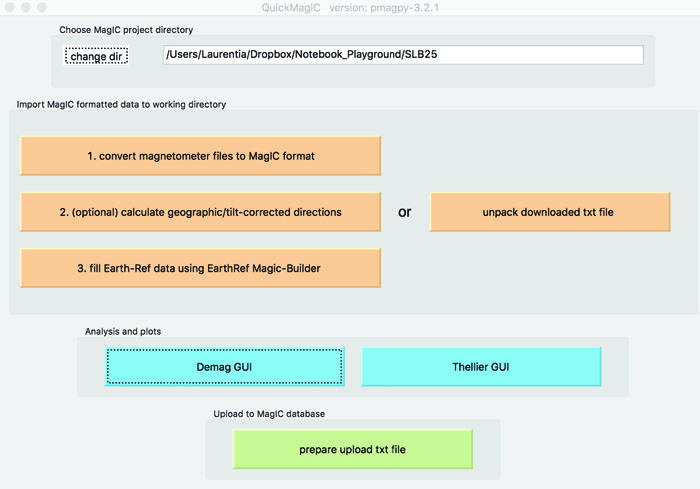 QuickMagIC version: pmagpy-3.2.1
Choose MagIC project directory
change dir
/Users/Laurentia/Dropbox/Notebook_Playground/SLB25
Import MagIC formatted data to working directory
1. convert magnetometer files to MagIC format
2. (optional) calculate geographic/tilt-corrected directions
or
unpack downloaded txt file
3. fill Earth-Ref data using EarthRef Magic-Builder
Analysis and plots
Demag GUI
Thellier GUI
Upload to MagIC database
prepare upload txt file